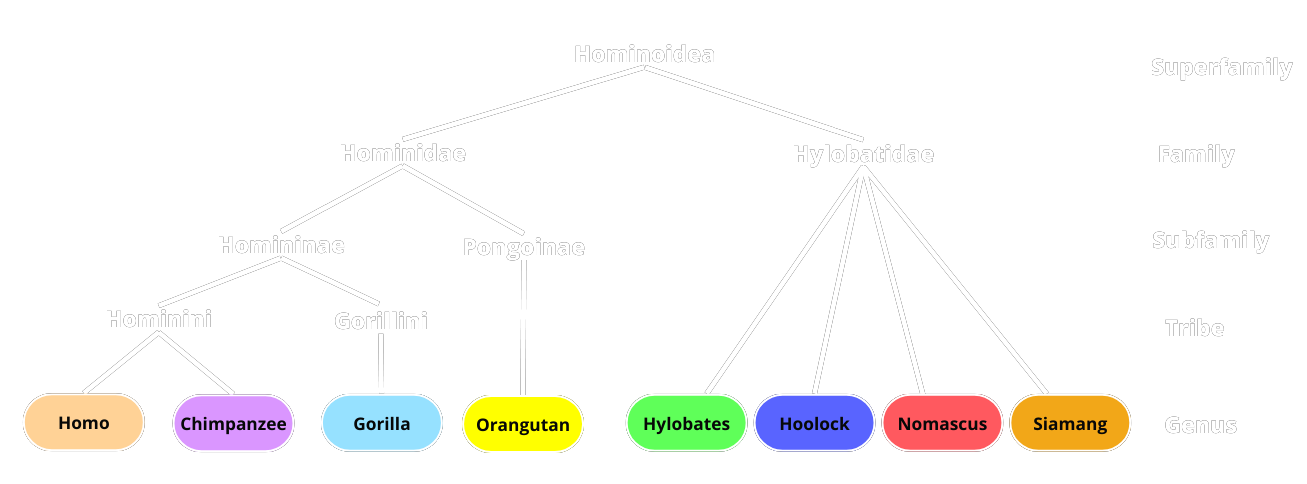 Hominoidea
Superfamily
Hominidae
Hylobatidae
Family
Homininae
Pongoinae
Subfamily
Hominini
Gorillini
Tribe
Homo
Chimpanzee
Gorilla
Orangutan
Hylobates
Hoolock
Nomascus
Siamang
Genus